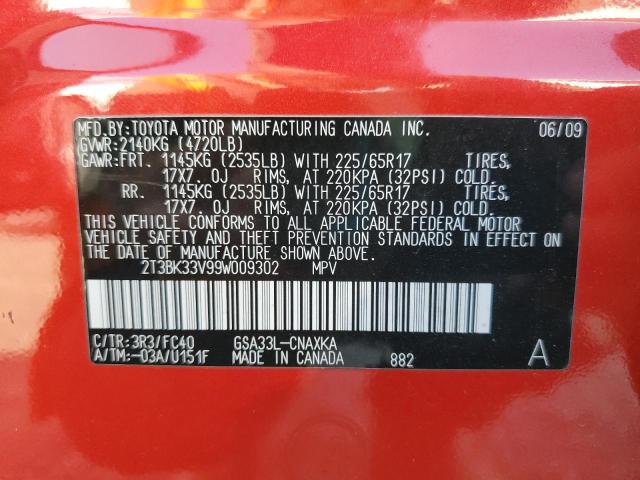 MFD.BY:TOYOTA MOTOR MANUFACTURING CANADA INC. 06/09
GVWR:2140KG (4720LB)
GAWR:FRT. 1145KG (2535LB) WITH 225/65R17 TIRES,
17X7. 0J RIMS, AT 220KPA (32PSI) COLD.
RR. 1145KG (2535LB) WITH 225/65R17 TIRES,
17X7. 0J RIMS, AT 220KPA (32PSI) COLD.
THIS VEHICLE CONFORMS TO ALL APPLICABLE FEDERAL MOTOR
VEHICLE SAFETY AND THEFT PREVENTION STANDARDS IN EFFECT ON
THE DATE OF MANUFACTURE SHOWN ABOVE.
2T3BK33V99W009302 MPV
C/TR:3R3/FC40 GSA33L-CNAXKA
A/TM:-03A/U151F MADE IN CANADA 882 A